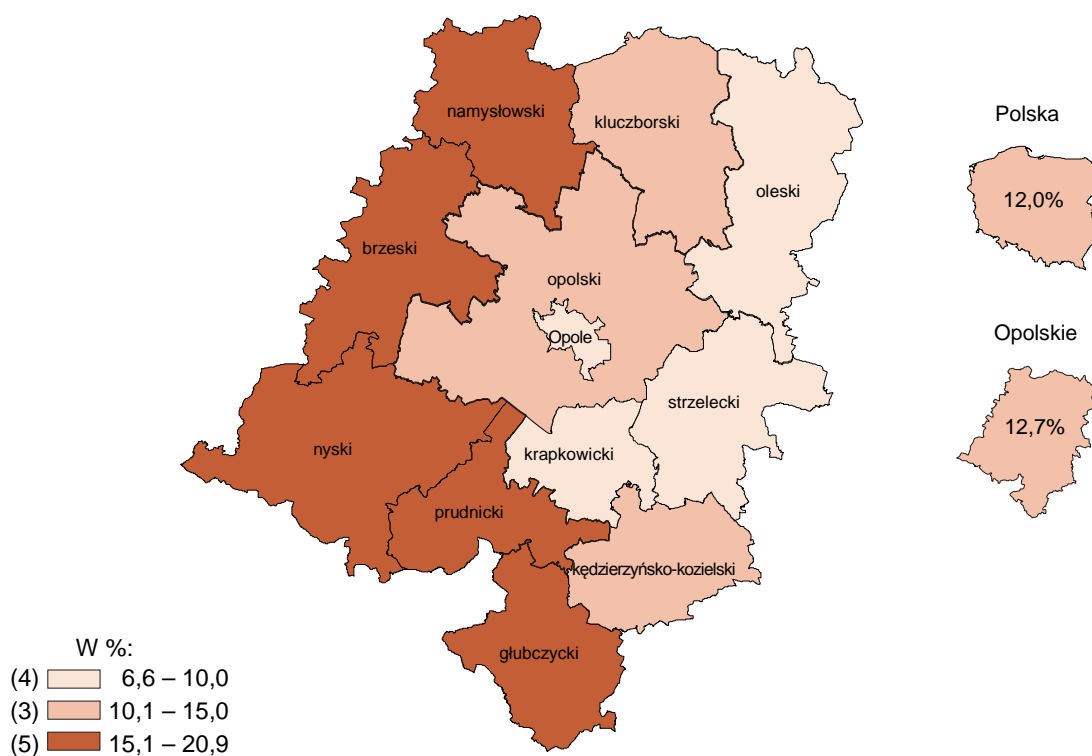 namysłowski
kluczborski
oleski
brzeski
opolski
Opole
strzelecki
nyski
krapkowicki
prudnicki
kędzierzyńsko-kozielski
głubczycki
Polska
12,0%
Opolskie
12,7%
W %:
(4) 6,6 – 10,0
(3) 10,1 – 15,0
(5) 15,1 – 20,9